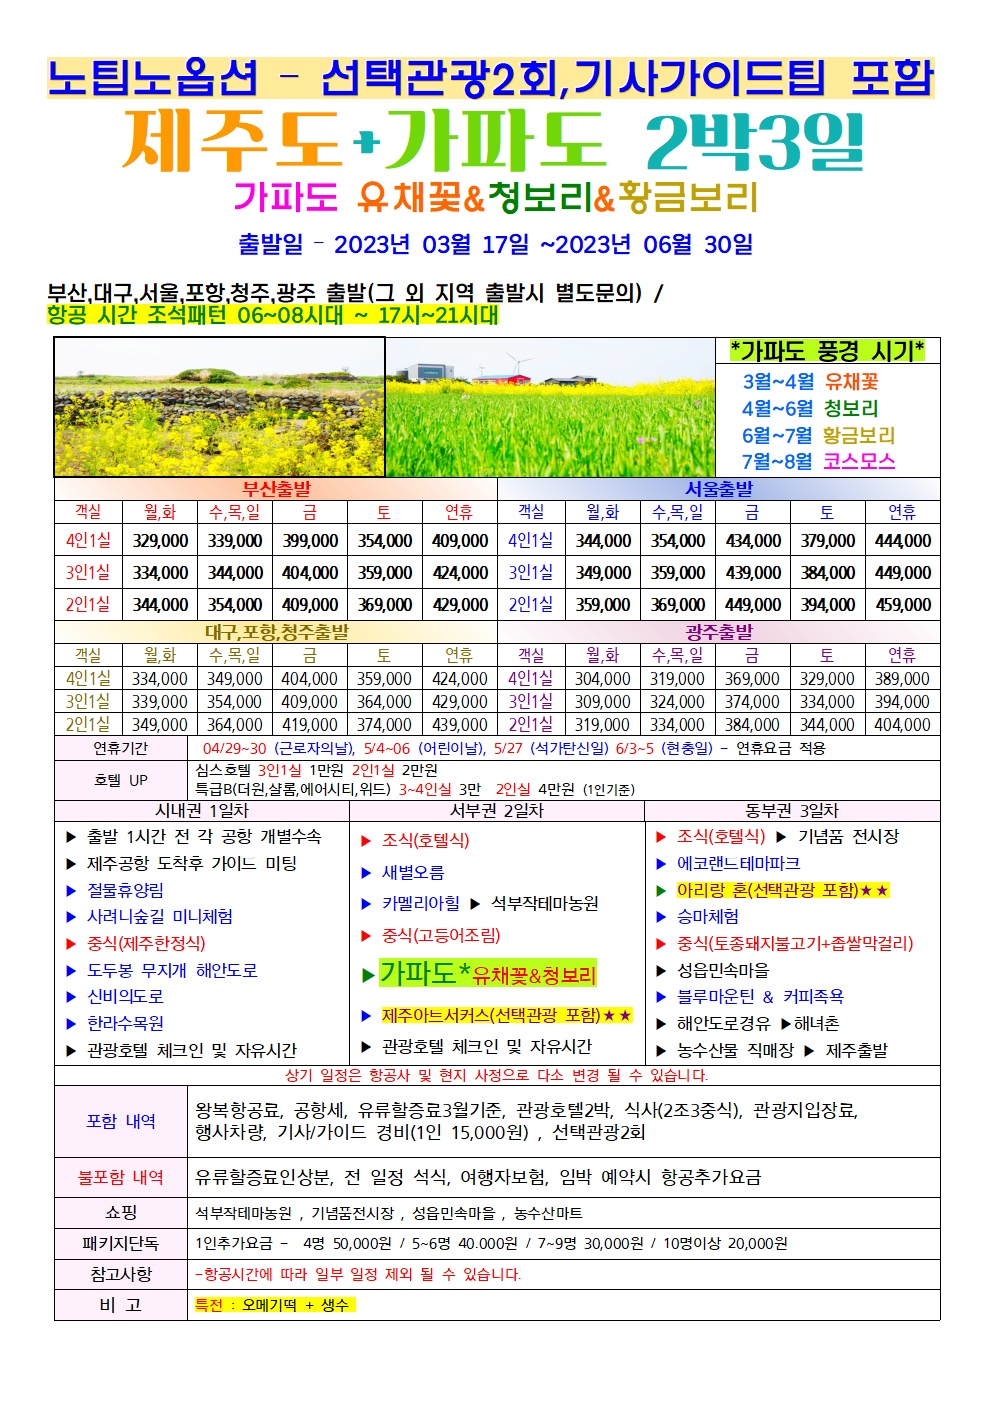 노팁노옵션 - 선택관광2회,기사가이드팁 포함
제주도+가파도 2박3일
가파도 유채꽃&청보리&황금보리
출발일 - 2023년 03월 17일 ~2023년 06월 30일
부산,대구,서울,포항,청주,광주 출발(그 외 지역 출발시 별도문의) /
항공 시간 조석패턴 06~08시대 ~ 17시~21시대
*가파도 풍경 시기*
3월~4월 유채꽃
4월~6월 청보리
6월~7월 황금보리
7월~8월 코스모스
부산출발 서울출발
객실 월,화 수,목,일 금 토 연휴 객실 월,화 수,목,일 금 토 연휴
4인1실 329,000 339,000 399,000 354,000 409,000 4인1실 344,000 354,000 434,000 379,000 444,000
3인1실 334,000 344,000 404,000 359,000 424,000 3인1실 349,000 359,000 439,000 384,000 449,000
2인1실 344,000 354,000 409,000 369,000 429,000 2인1실 359,000 369,000 449,000 394,000 459,000
대구,포항,청주출발 광주출발
객실 월,화 수,목,일 금 토 연휴 객실 월,화 수,목,일 금 토 연휴
4인1실 334,000 349,000 404,000 359,000 424,000 4인1실 304,000 319,000 369,000 329,000 389,000
3인1실 339,000 354,000 409,000 364,000 429,000 3인1실 309,000 324,000 374,000 334,000 394,000
2인1실 349,000 364,000 419,000 374,000 439,000 2인1실 319,000 334,000 384,000 344,000 404,000
연휴기간 04/29~30 (근로자의날), 5/4~06 (어린이날), 5/27 (석가탄신일) 6/3~5 (현충일) - 연휴요금 적용
호텔 UP
심스호텔 3인1실 1만원 2인1실 2만원
특급B(더원,샬롬,에어시티,위드) 3~4인실 3만 2인실 4만원 (1인기준)
시내권 1일차
▶ 출발 1시간 전 각 공항 개별수속
▶ 제주공항 도착후 가이드 미팅
▶ 절물휴양림
▶ 사려니숲길 미니체험
▶ 중식(제주한정식)
▶ 도두봉 무지개 해안도로
▶ 신비의도로
▶ 한라수목원
▶ 관광호텔 체크인 및 자유시간
서부권 2일차
▶ 조식(호텔식)
▶ 새별오름
▶ 카멜리아힐 ▶ 석부작테마농원
▶ 중식(고등어조림)
▶가파도*유채꽃&청보리
▶ 제주아트서커스(선택관광 포함)★★
▶ 관광호텔 체크인 및 자유시간
동부권 3일차
▶ 조식(호텔식) ▶ 기념품 전시장
▶ 에코랜드테마파크
▶ 아리랑 혼(선택관광 포함)★★
▶ 승마체험
▶ 중식(토종돼지불고기+좁쌀막걸리)
▶ 성읍민속마을
▶ 블루마운틴 & 커피족욕
▶ 해안도로경유 ▶해녀촌
▶ 농수산물 직매장 ▶ 제주출발
상기 일정은 항공사 및 현지 사정으로 다소 변경 될 수 있습니다.
포함 내역
왕복항공료, 공항세, 유류할증료3월기준, 관광호텔2박, 식사(2조3중식), 관광지입장료,
행사차량, 기사/가이드 경비(1인 15,000원) , 선택관광2회
불포함 내역 유류할증료인상분, 전 일정 석식, 여행자보험, 임박 예약시 항공추가요금
쇼핑 석부작테마농원 , 기념품전시장 , 성읍민속마을 , 농수산마트
패키지단독 1인추가요금 - 4명 50,000원 / 5~6명 40.000원 / 7~9명 30,000원 / 10명이상 20,000원
참고사항 -항공시간에 따라 일부 일정 제외 될 수 있습니다.
비 고 특전 : 오메기떡 + 생수